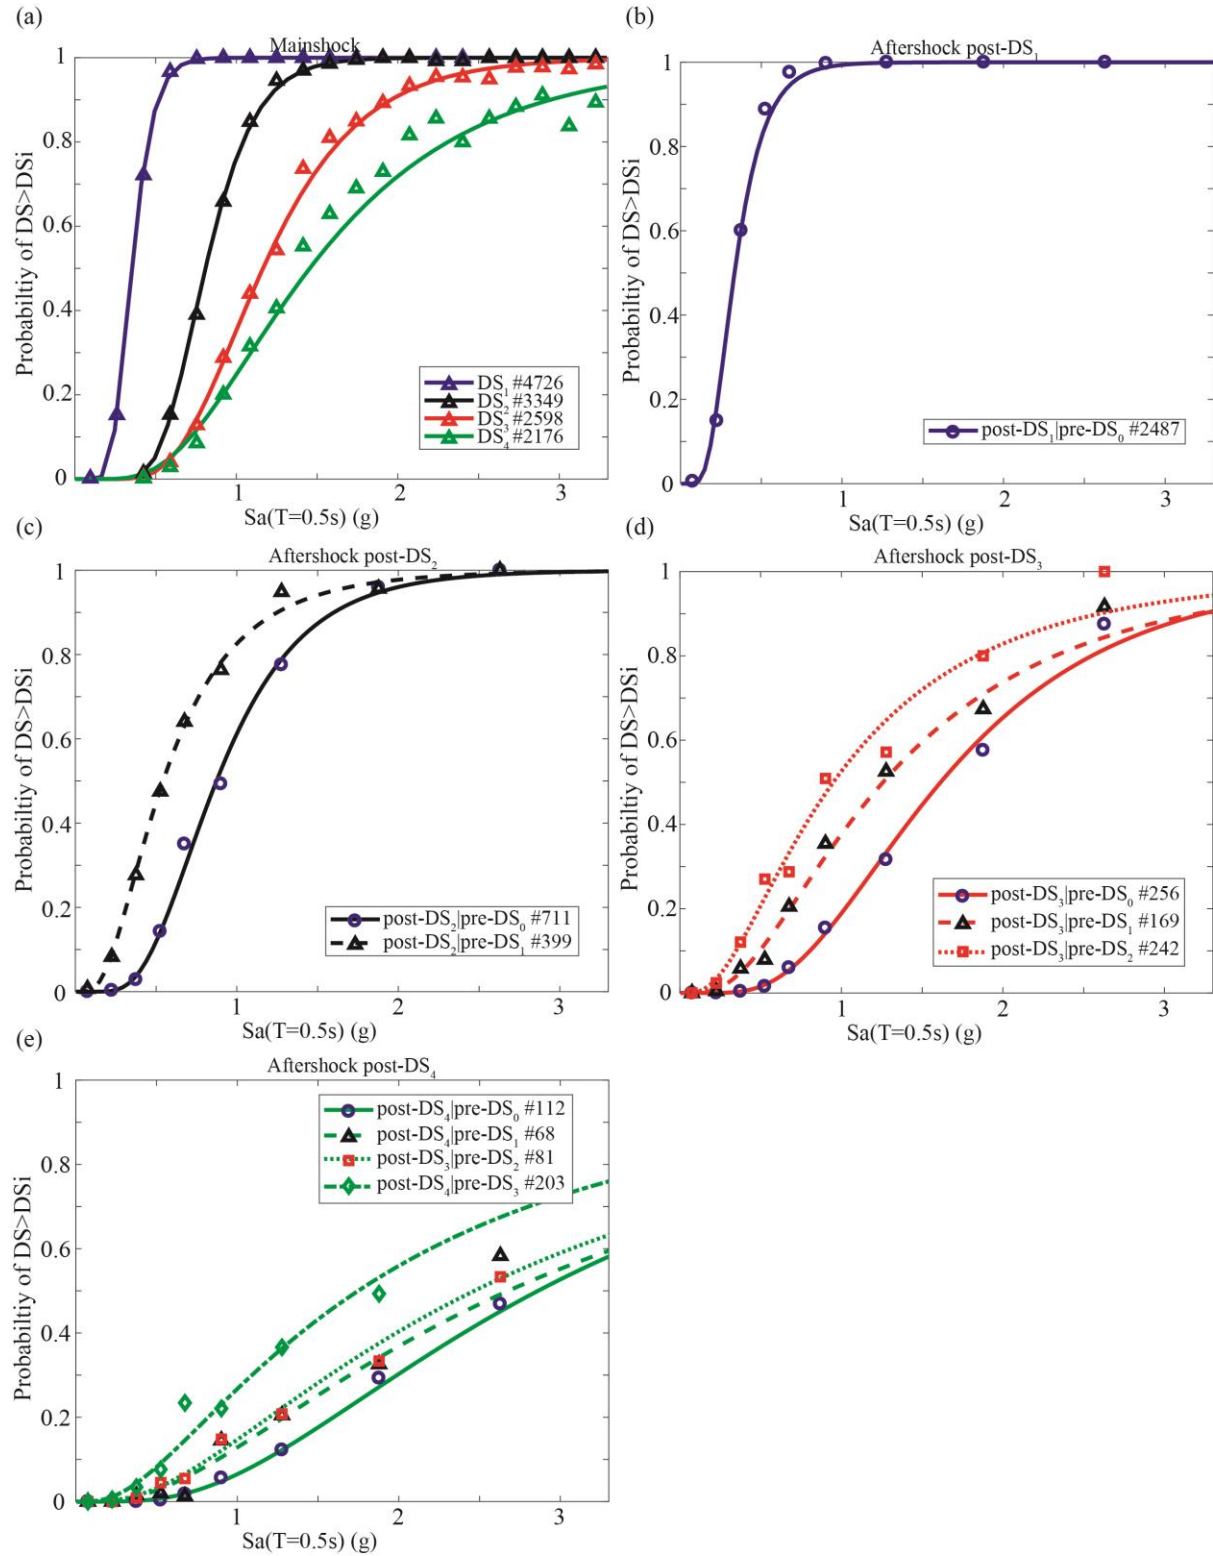 (a)
Mainshock
Probabiltiy of DS>DSi
1
0.8
0.6
0.4
0.2
0
DS₁ #4726
DS₂ #3349
DS₃ #2598
DS₄ #2176
1
2
3
Sa(T=0.5s) (g)
(b)
Aftershock post-DS₁
Probabiltiy of DS>DSi
1
0.8
0.6
0.4
0.2
0
post-DS₁|pre-DS₀ #2487
1
2
3
Sa(T=0.5s) (g)
(c)
Aftershock post-DS₂
Probabiltiy of DS>DSi
1
0.8
0.6
0.4
0.2
0
post-DS₂|pre-DS₀ #711
post-DS₂|pre-DS₁ #399
1
2
3
Sa(T=0.5s) (g)
(d)
Aftershock post-DS₃
Probabiltiy of DS>DSi
1
0.8
0.6
0.4
0.2
0
post-DS₃|pre-DS₀ #256
post-DS₃|pre-DS₁ #169
post-DS₃|pre-DS₂ #242
1
2
3
Sa(T=0.5s) (g)
(e)
Aftershock post-DS₄
Probabiltiy of DS>DSi
1
0.8
0.6
0.4
0.2
0
post-DS₄|pre-DS₀ #112
post-DS₄|pre-DS₁ #68
post-DS₃|pre-DS₂ #81
post-DS₄|pre-DS₃ #203
1
2
3
Sa(T=0.5s) (g)